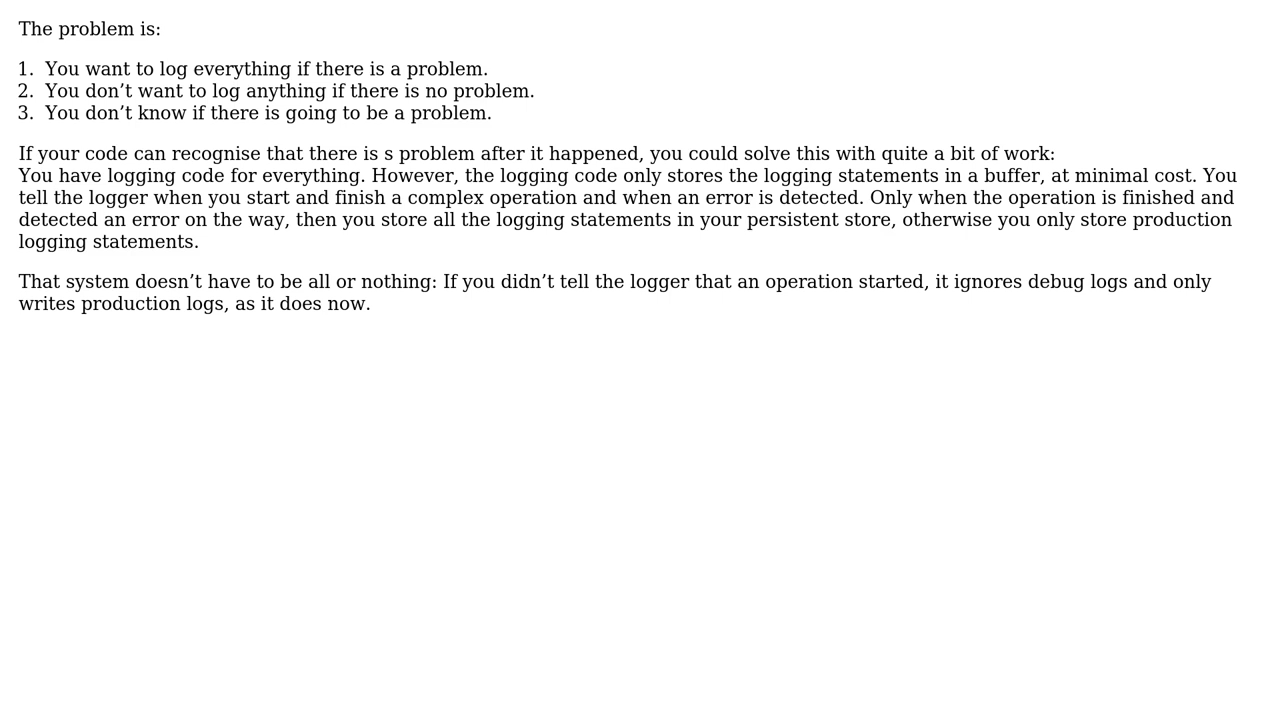 The problem is:
1. You want to log everything if there is a problem.
2. You don’t want to log anything if there is no problem.
3. You don’t know if there is going to be a problem.
If your code can recognise that there is s problem after it happened, you could solve this with quite a bit of work:
You have logging code for everything. However, the logging code only stores the logging statements in a buffer, at minimal cost. You
tell the logger when you start and finish a complex operation and when an error is detected. Only when the operation is finished and
detected an error on the way, then you store all the logging statements in your persistent store, otherwise you only store production
logging statements.
That system doesn’t have to be all or nothing: If you didn’t tell the logger that an operation started, it ignores debug logs and only
writes production logs, as it does now.